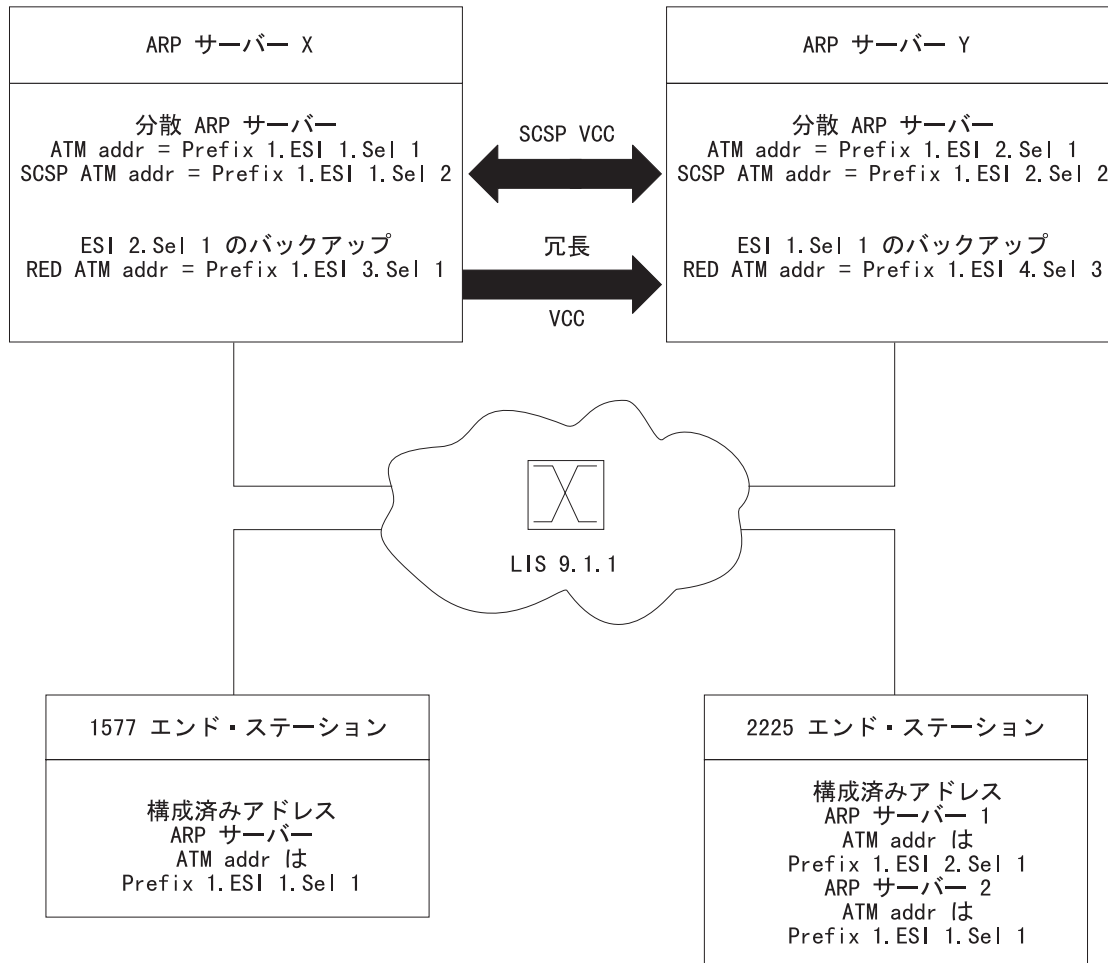 ARP サーバー X
分散 ARP サーバー
ATM addr = Prefix 1.ESI 1.Sel 1
SCSP ATM addr = Prefix 1.ESI 1.Sel 2
ESI 2.Sel 1 のバックアップ
RED ATM addr = Prefix 1.ESI 3.Sel 1
SCSP VCC
冗長
VCC
ARP サーバー Y
分散 ARP サーバー
ATM addr = Prefix 1.ESI 2.Sel 1
SCSP ATM addr = Prefix 1.ESI 2.Sel 2
ESI 1.Sel 1 のバックアップ
RED ATM addr = Prefix 1.ESI 4.Sel 3
LIS 9.1.1
1577 エンド・ステーション
構成済みアドレス
ARP サーバー
ATM addr は
Prefix 1.ESI 1.Sel 1
2225 エンド・ステーション
構成済みアドレス
ARP サーバー 1
ATM addr は
Prefix 1.ESI 2.Sel 1
ARP サーバー 2
ATM addr は
Prefix 1.ESI 1.Sel 1